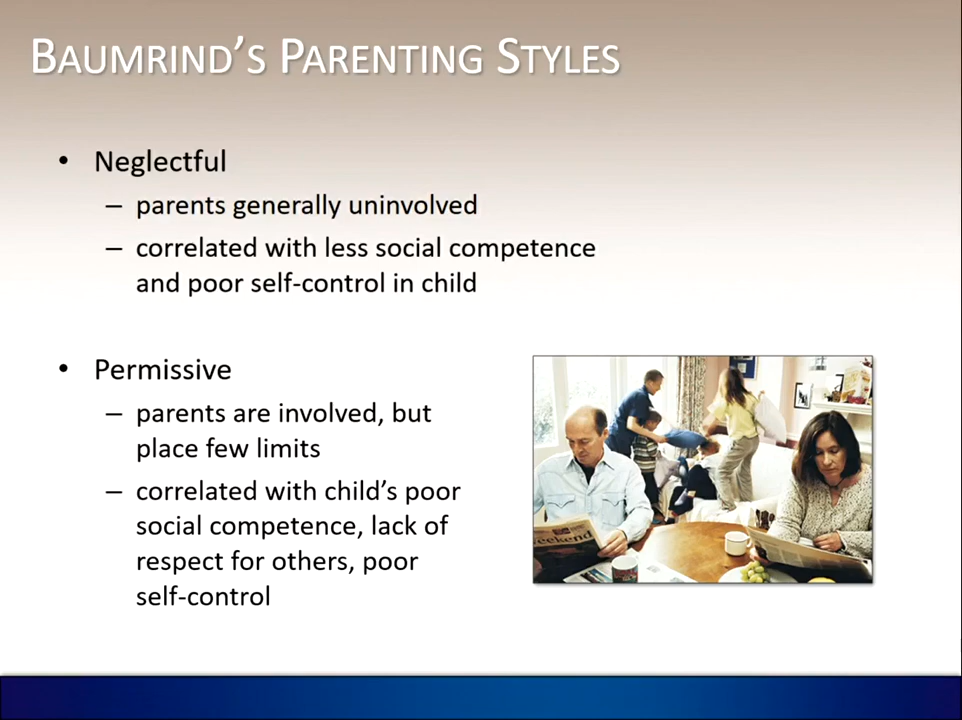 BAUMRIND'S PARENTING STYLES
• Neglectful
– parents generally uninvolved
– correlated with less social competence
and poor self-control in child
• Permissive
– parents are involved, but
place few limits
– correlated with child's poor
social competence, lack of
respect for others, poor
self-control
weekend